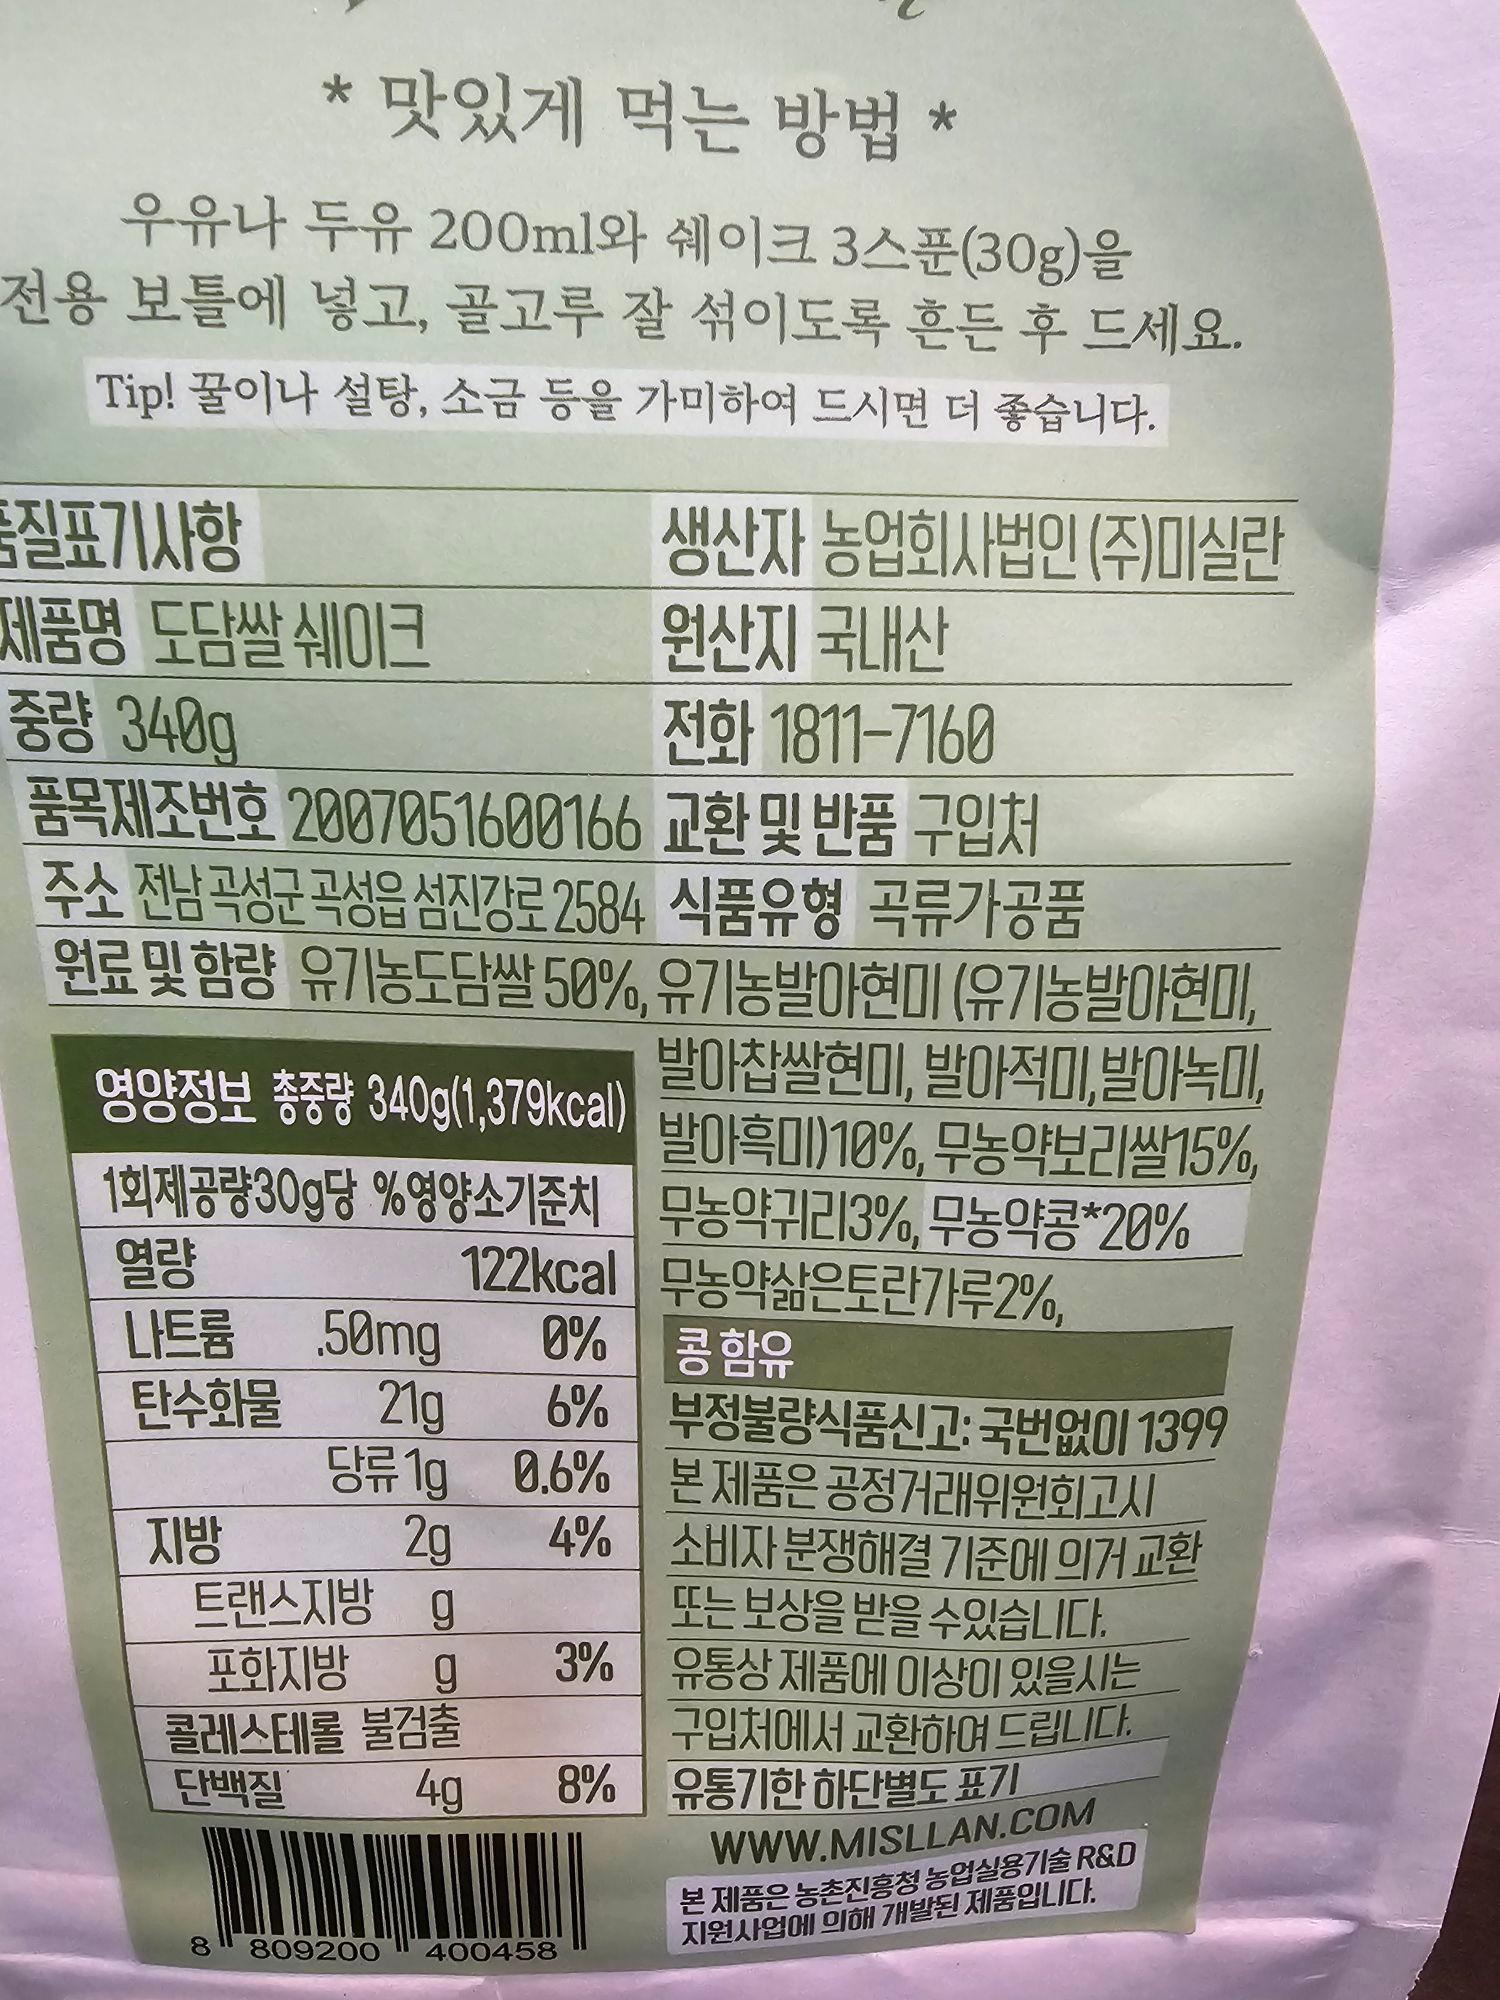 * 맛있게 먹는 방법 *
우유나 두유 200ml와 쉐이크 3스푼(30g)을
전용 보틀에 넣고, 골고루 잘 섞이도록 흔든 후 드세요.
Tip! 꿀이나 설탕, 소금 등을 가미하여 드시면 더 좋습니다.
품질표기사항
생산자 농업회사법인 (주)미실란
제품명 도담쌀 쉐이크
원산지 국내산
중량 340g
전화 1811-7160
품목제조번호 2007051600166
교환 및 반품 구입처
주소 전남 곡성군 곡성읍 섬진강로 2584
식품유형 곡류가공품
원료 및 함량 유기농도담쌀 50%, 유기농발아현미 (유기농발아현미,
발아찹쌀현미, 발아적미, 발아녹미,
발아흑미)10%, 무농약보리쌀15%,
무농약귀리3%, 무농약콩*20%
무농약삶은토란가루2%,
콩 함유
부정불량식품신고: 국번없이 1399
본 제품은 공정거래위원회고시
소비자 분쟁해결 기준에 의거 교환
또는 보상을 받을 수있습니다.
유통상 제품에 이상이 있을시는
구입처에서 교환하여 드립니다.
유통기한 하단별도 표기
WWW.MISLLAN.COM
본 제품은 농촌진흥청 농업실용기술 R&D
지원사업에 의해 개발된 제품입니다.
영양정보 총중량 340g(1,379kcal)
1회제공량30g당 %영양소기준치
열량 122kcal
나트륨 .50mg 0%
탄수화물 21g 6%
당류 1g 0.6%
지방 2g 4%
트랜스지방 g
포화지방 g 3%
콜레스테롤 불검출
단백질 4g 8%
8 809200 400458